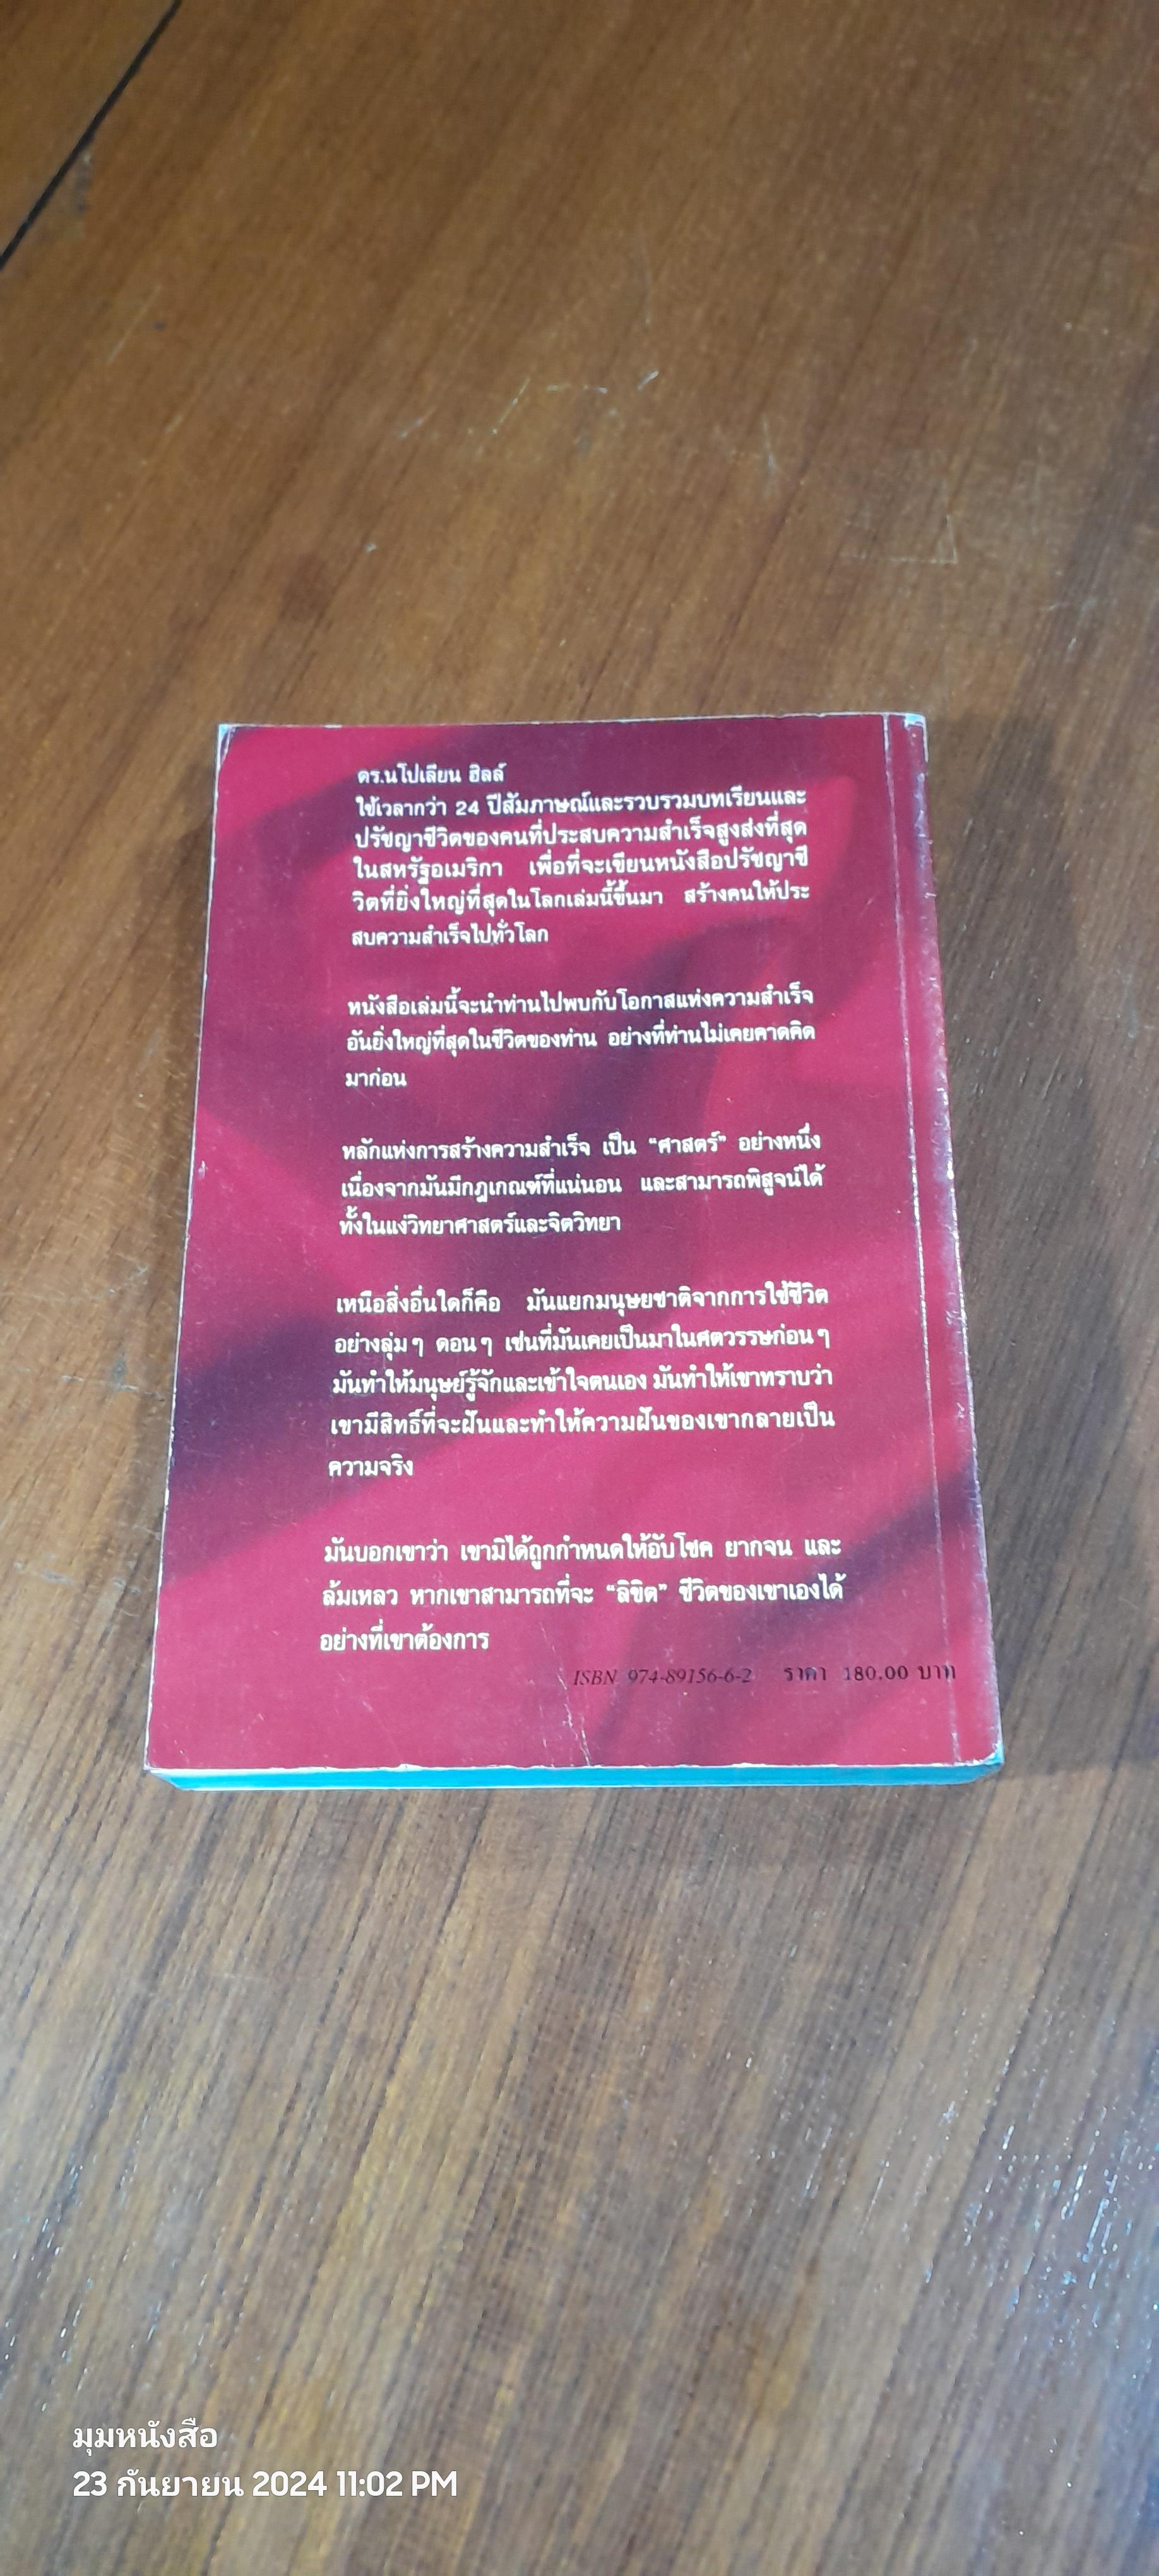 ดร.นโปเลียน ฮิลล์
ใช้เวลากว่า 24 ปีสัมภาษณ์และรวบรวมบทเรียนและ
ปรัชญาชีวิตของคนที่ประสบความสำเร็จสูงส่งที่สุด
ในสหรัฐอเมริกา เพื่อที่จะเขียนหนังสือปรัชญาชี
วิตที่ยิ่งใหญ่ที่สุดในโลกเล่มนี้ขึ้นมา สร้างคนให้ประ
สบความสำเร็จไปทั่วโลก
หนังสือเล่มนี้จะนำท่านไปพบกับโอกาสแห่งความสำเร็จ
อันยิ่งใหญ่ที่สุดในชีวิตของท่าน อย่างที่ท่านไม่เคยคาดคิด
มาก่อน
หลักแห่งการสร้างความสำเร็จ เป็น “ศาสตร์” อย่างหนึ่ง
เนื่องจากมันมีกฎเกณฑ์ที่แน่นอน และสามารถพิสูจน์ได้
ทั้งในแง่วิทยาศาสตร์และจิตวิทยา
เหนือสิ่งอื่นใดก็คือ มันแยกมนุษยชาติจากการใช้ชีวิต
อย่างลุ่ม ๆ ดอน ๆ เช่นที่มันเคยเป็นมาในศตวรรษก่อน ๆ
มันทำให้มนุษย์รู้จักและเข้าใจตนเอง มันทำให้เขาทราบว่า
เขามีสิทธิ์ที่จะฝันและทำให้ความฝันของเขากลายเป็น
ความจริง
มันบอกเขาว่า เขามิได้ถูกกำหนดให้อับโชค ยากจน และ
ล้มเหลว หากเขาสามารถที่จะ “ลิขิต” ชีวิตของเขาเองได้
อย่างที่เขาต้องการ
ISBN 974-89156-6-2 ราคา 180.00 บาท
มุมหนังสือ
23 กันยายน 2024 11:02 PM